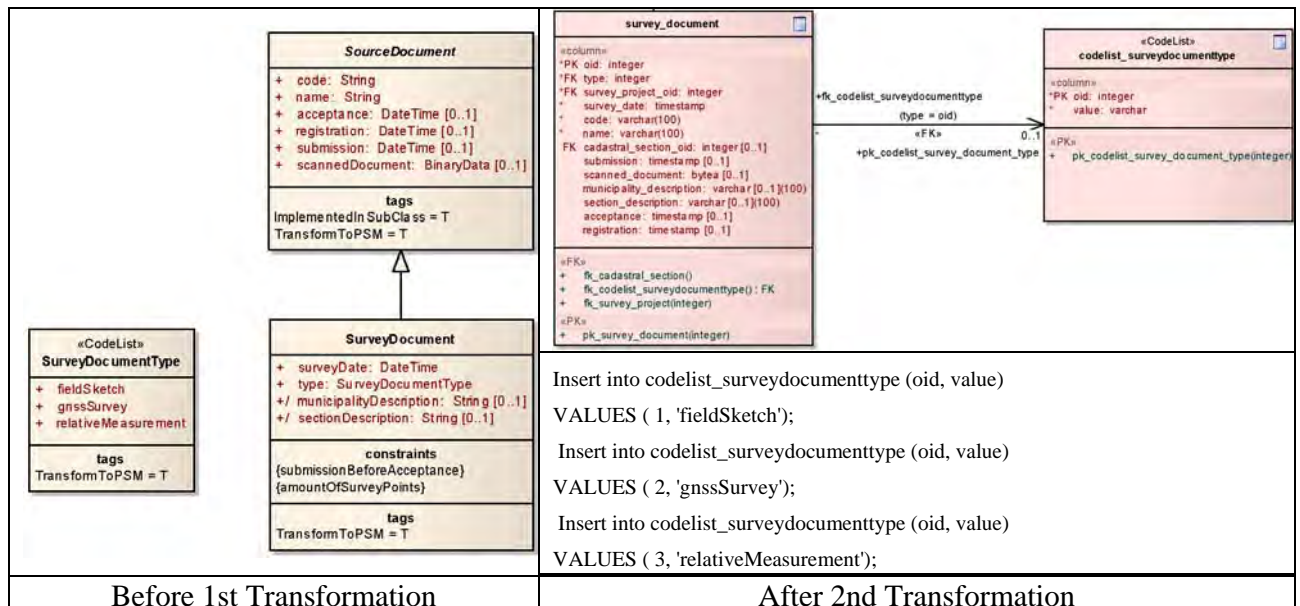 SourceDocument
+ code: String
+ name: String
+ acceptance: DateTime [0..1]
+ registration: DateTime [0..1]
+ submission: DateTime [0..1]
+ scannedDocument: BinaryData [0..1]
tags
ImplementedInSubClass = T
TransformToPSM = T
«CodeList»
SurveyDocumentType
+ fieldSketch
+ gnssSurvey
+ relativeMeasurement
tags
TransformToPSM = T
SurveyDocument
+ surveyDate: DateTime
+ type: SurveyDocumentType
+/ municipalityDescription: String [0..1]
+/ sectionDescription: String [0..1]
constraints
{submissionBeforeAcceptance}
{amountOfSurveyPoints}
tags
TransformToPSM = T
Before 1st Transformation
survey_document
«column»
*PK oid: integer
*FK type: integer
*FK survey_project_oid: integer
* survey_date: timestamp
* code: varchar(100)
* name: varchar(100)
FK cadastral_section_oid: integer [0..1]
submission: timestamp [0..1]
scanned_document: bytea [0..1]
municipality_description: varchar [0..1](100)
section_description: varchar [0..1](100)
acceptance: timestamp [0..1]
registration: timestamp [0..1]
«FK»
+ fk_cadastral_section()
+ fk_codelist_surveydocumenttype() : FK
+ fk_survey_project(integer)
«PK»
+ pk_survey_document(integer)
+fk_codelist_surveydocumenttype
(type = oid)
* «FK» 0..1
+pk_codelist_survey_document_type
«CodeList»
codelist_surveydocumenttype
«column»
*PK oid: integer
* value: varchar
«PK»
+ pk_codelist_survey_document_type(integer)
Insert into codelist_surveydocumenttype (oid, value)
VALUES ( 1, 'fieldSketch');
Insert into codelist_surveydocumenttype (oid, value)
VALUES ( 2, 'gnssSurvey');
Insert into codelist_surveydocumenttype (oid, value)
VALUES ( 3, 'relativeMeasurement');
After 2nd Transformation